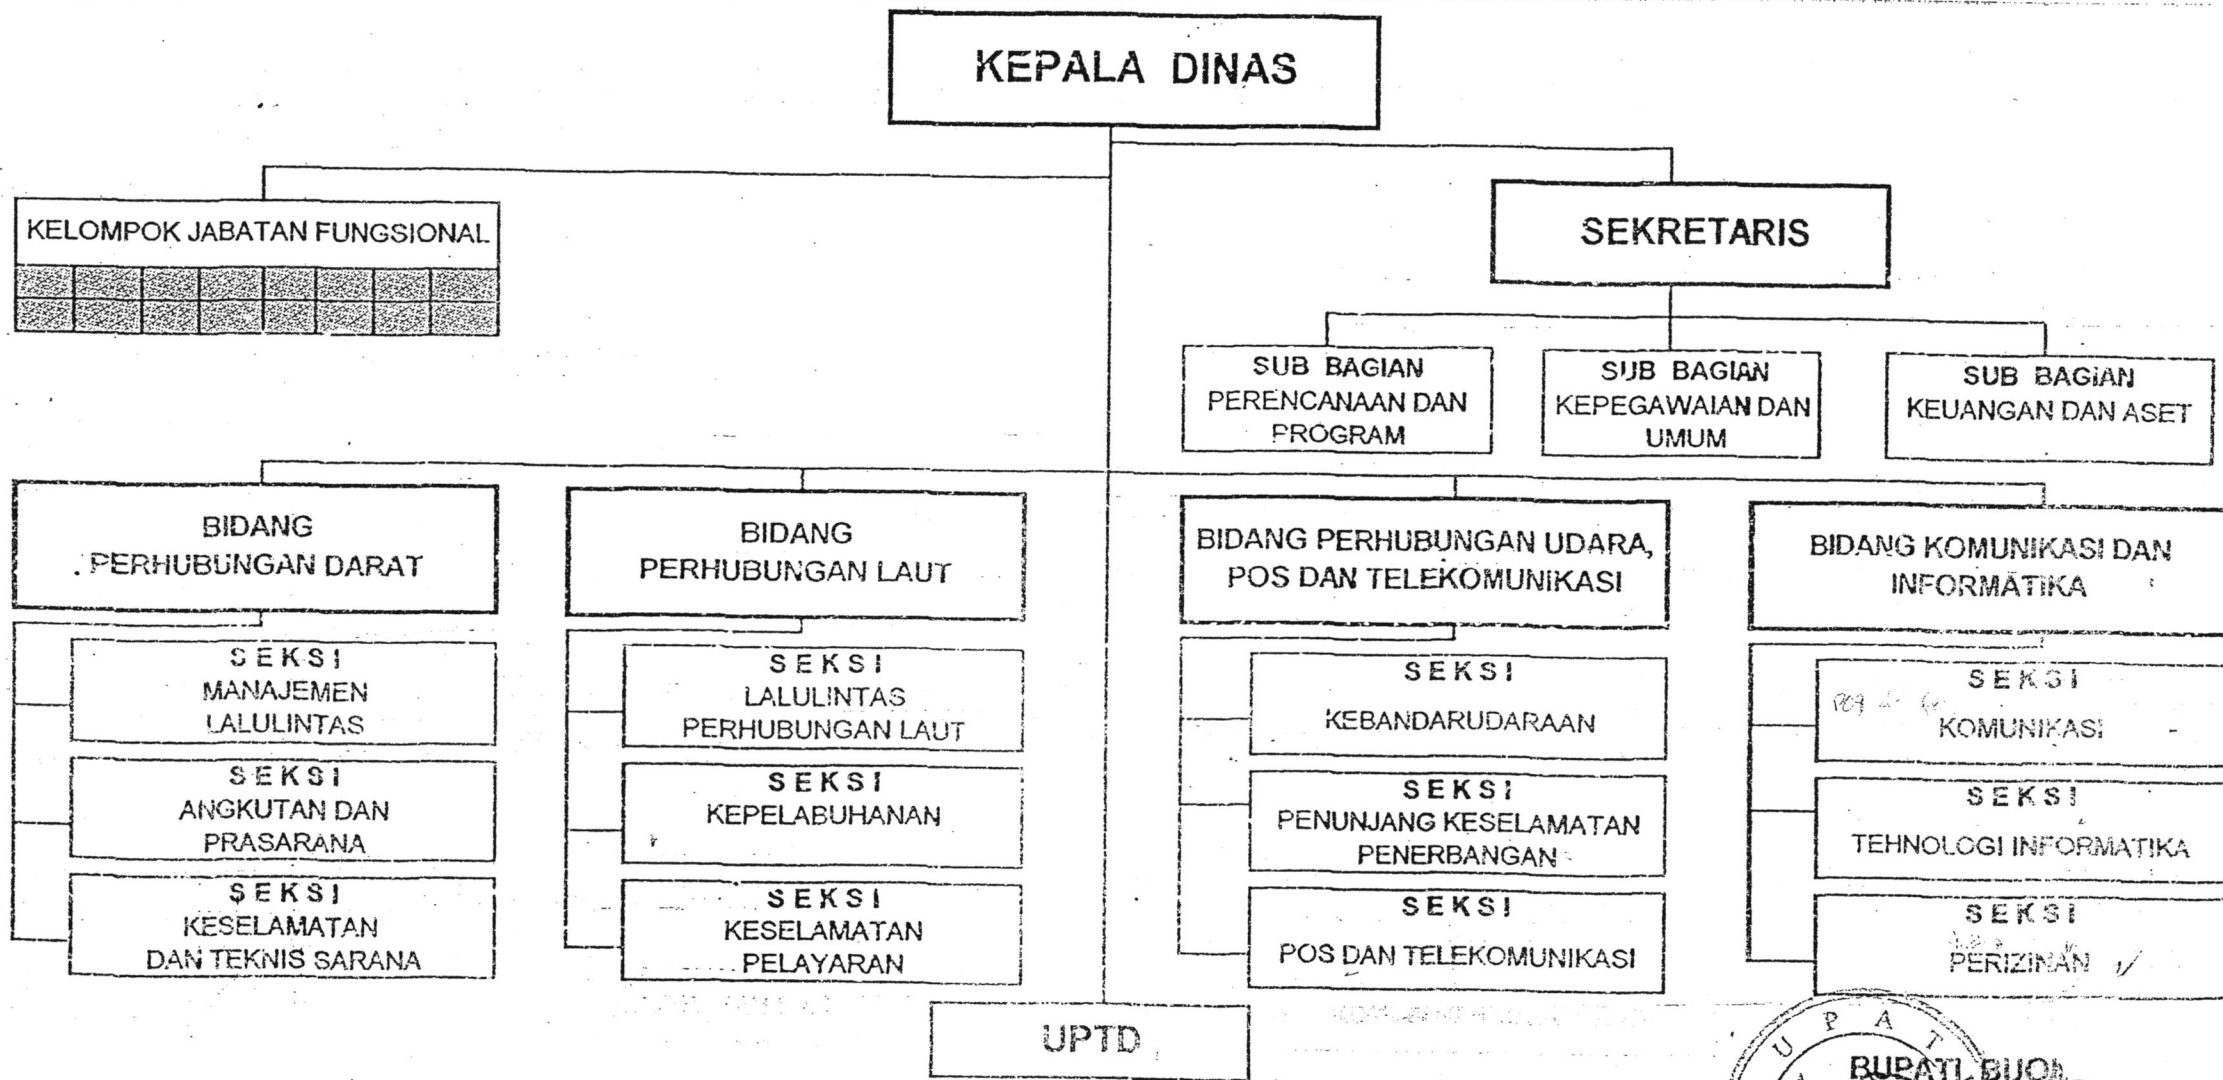 KEPALA DINAS
KELOMPOK JABATAN FUNGSIONAL
SEKRETARIS
SUB BAGIAN
PERENCANAAN DAN
PROGRAM
SUB BAGIAN
KEPEGAWAIAN DAN
UMUM
SUB BAGIAN
KEUANGAN DAN ASET
BIDANG
PERHUBUNGAN DARAT
BIDANG
PERHUBUNGAN LAUT
BIDANG PERHUBUNGAN UDARA,
POS DAN TELEKOMUNIKASI
BIDANG KOMUNIKASI DAN
INFORMATIKA
SEKSI
MANAJEMEN
LALULINTAS
SEKSI
ANGKUTAN DAN
PRASARANA
SEKSI
KESELAMATAN
DAN TEKNIS SARANA
SEKSI
LALULINTAS
PERHUBUNGAN LAUT
SEKSI
KEPELABUHANAN
SEKSI
KESELAMATAN
PELAYARAN
SEKSI
KEBANDARUDARAAN
SEKSI
PENUNJANG KESELAMATAN
PENERBANGAN
SEKSI
POS DAN TELEKOMUNIKASI
SEKSI
KOMUNIKASI
SEKSI
TEHNOLOGI INFORMATIKA
SEKSI
PERIZINAN
UPTD
UPAT
BUPATI